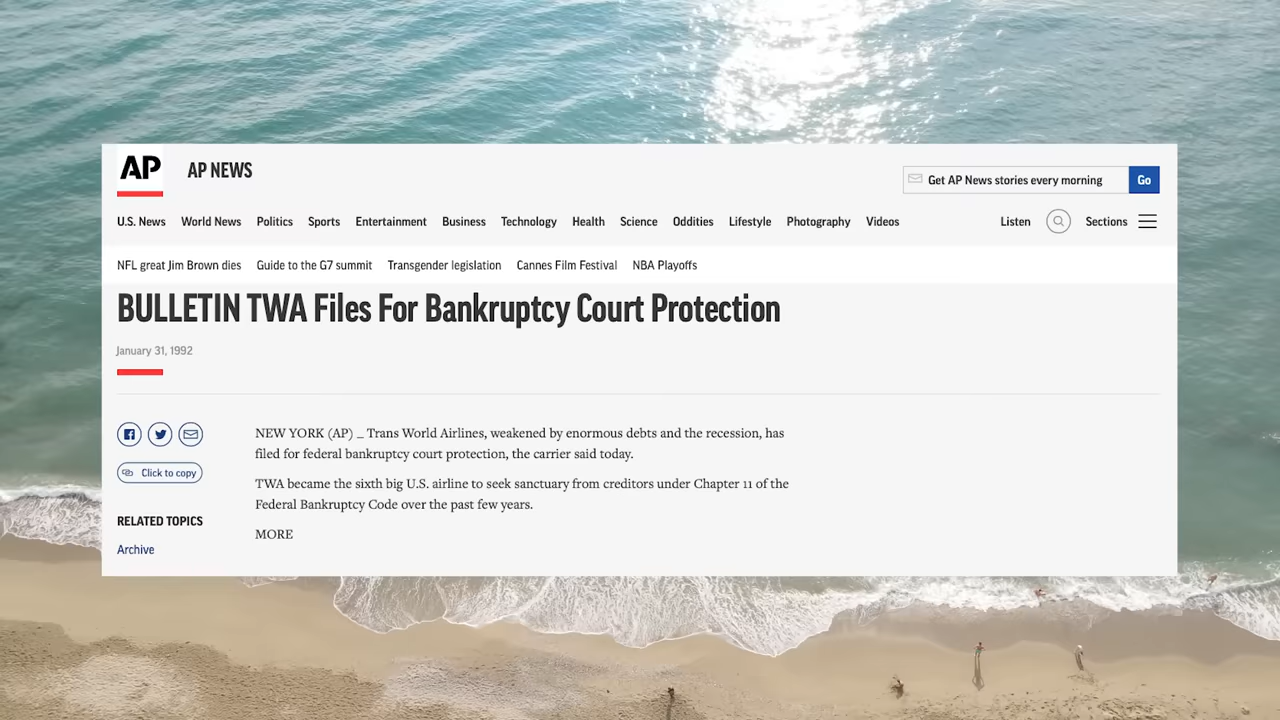 AP
AP NEWS
Get AP News stories every morning
Go
U.S. News World News Politics Sports Entertainment Business Technology Health Science Oddities Lifestyle Photography Videos Listen Sections
NFL great Jim Brown dies Guide to the G7 summit Transgender legislation Cannes Film Festival NBA Playoffs
BULLETIN TWA Files For Bankruptcy Court Protection
January 31, 1992
Click to copy
RELATED TOPICS
Archive
NEW YORK (AP) _ Trans World Airlines, weakened by enormous debts and the recession, has
filed for federal bankruptcy court protection, the carrier said today.
TWA became the sixth big U.S. airline to seek sanctuary from creditors under Chapter 11 of the
Federal Bankruptcy Code over the past few years.
MORE